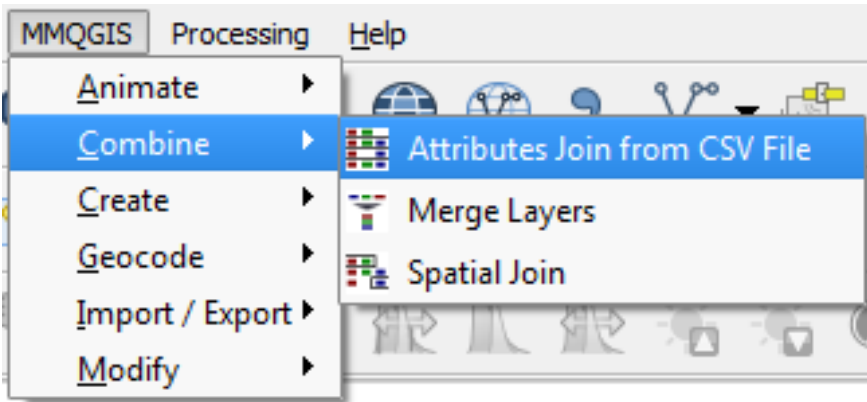 MMQGIS Processing Help
Animate
Combine
Attributes Join from CSV File
Create
Merge Layers
Geocode
Spatial Join
Import / Export
Modify